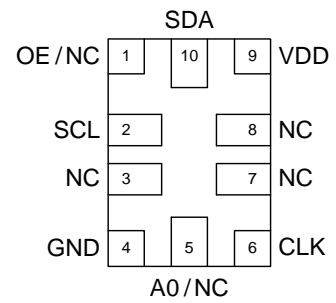 SDA
OE/NC 1 10 9 VDD
SCL 2 8 NC
NC 3 7 NC
GND 4 5 6 CLK
A0/NC